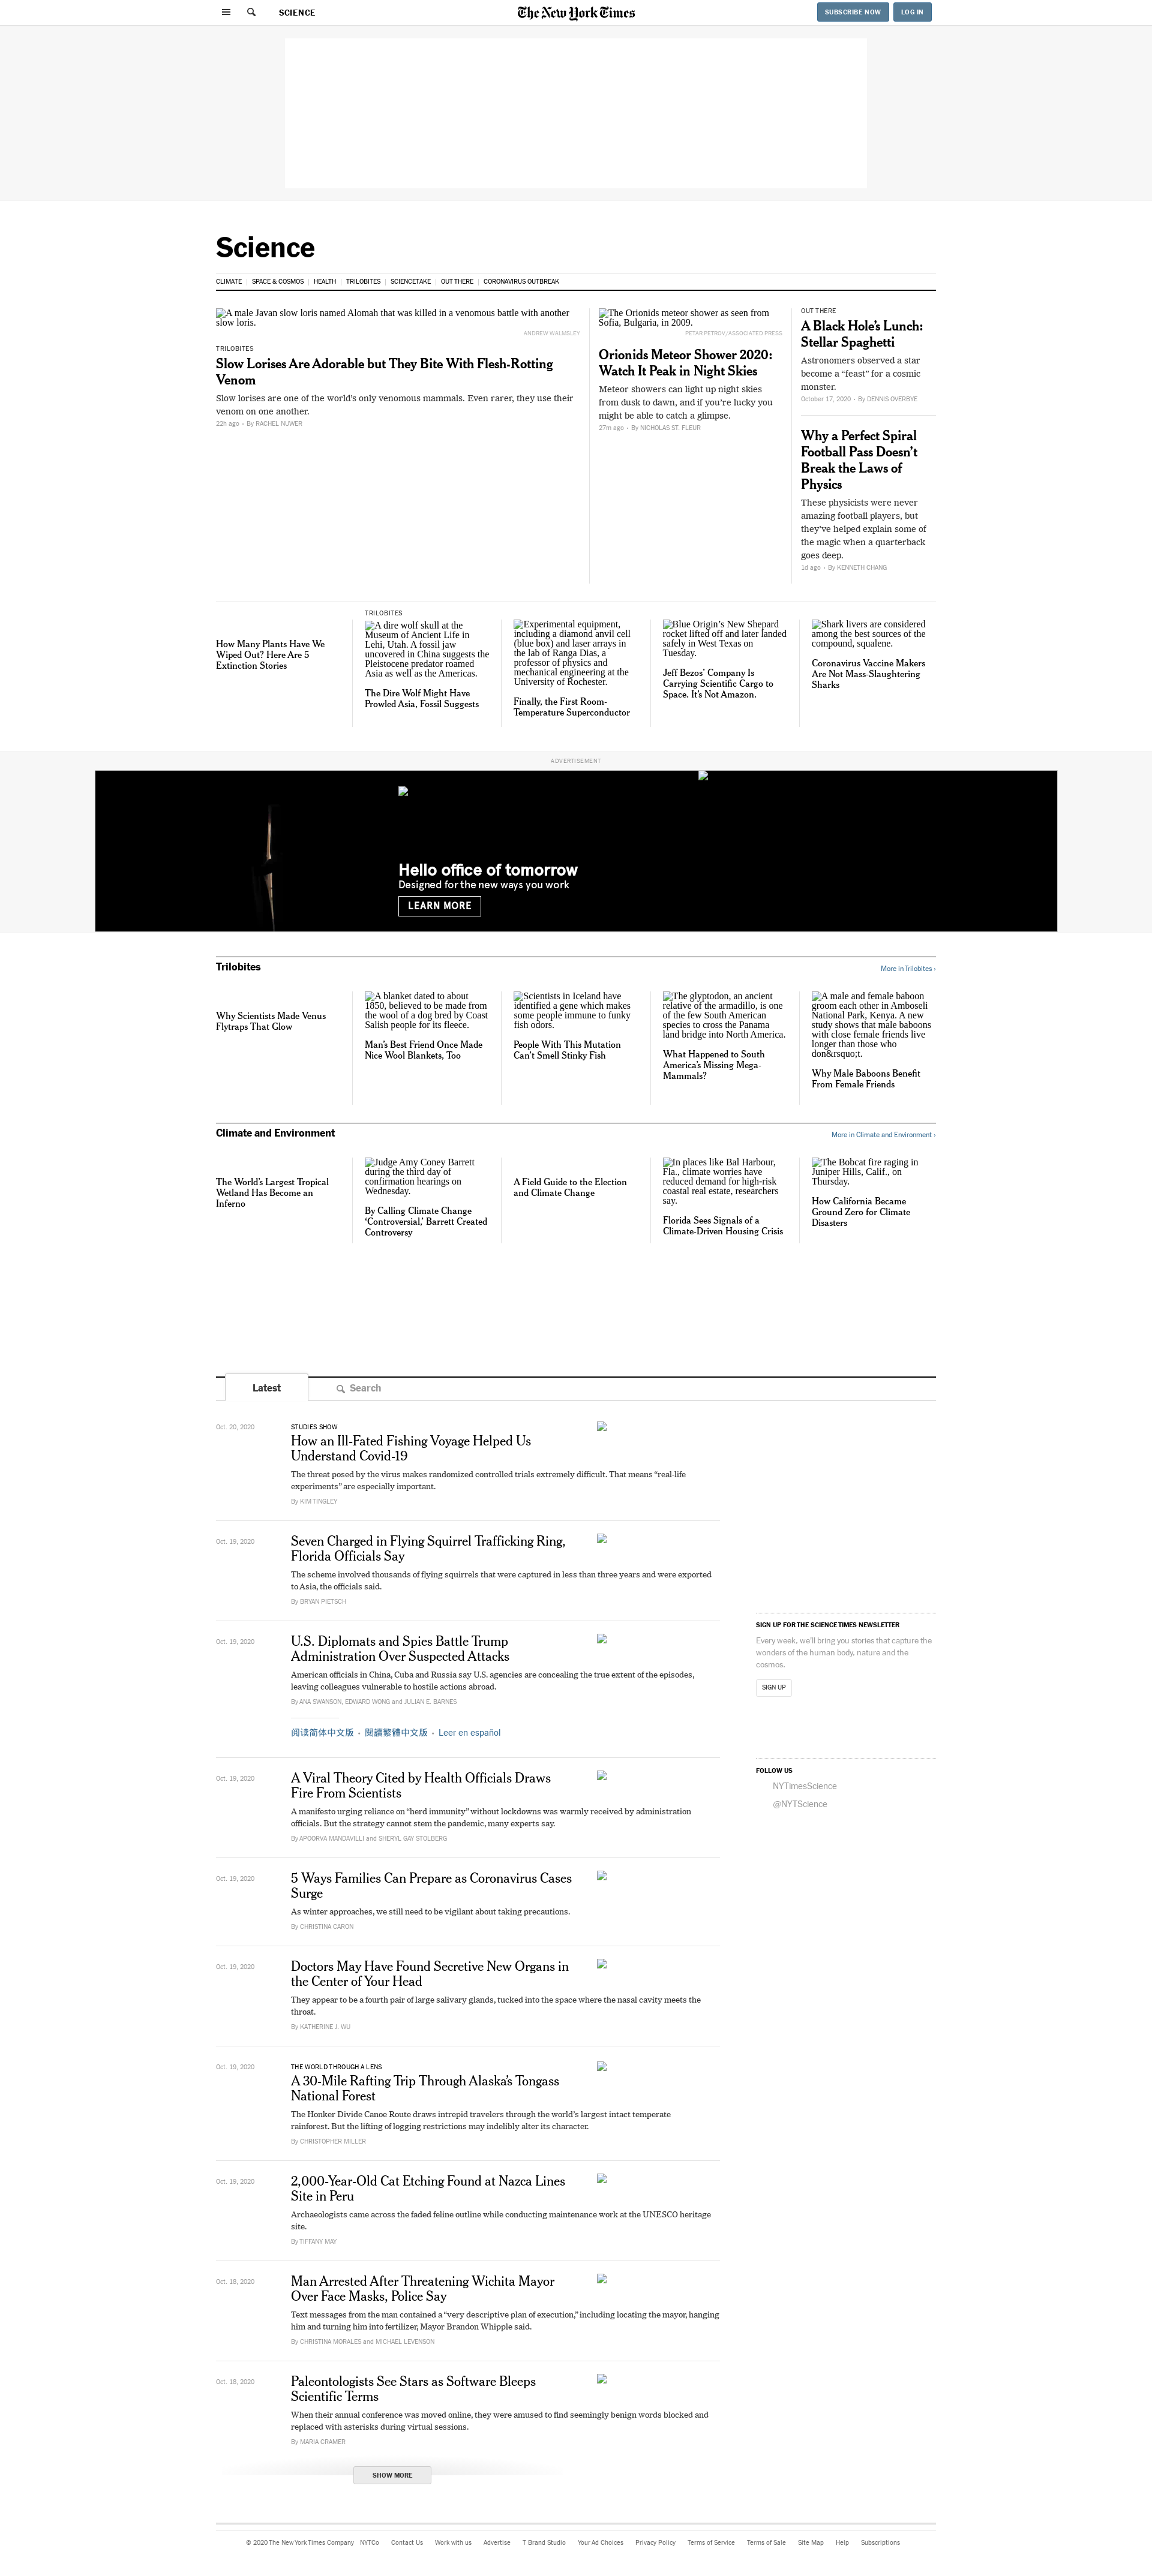 SCIENCE
The New York Times
SUBSCRIBE NOW
LOG IN
Science
CLIMATE
SPACE & COSMOS
HEALTH
TRILOBITES
SCIENCETAKE
OUT THERE
CORONAVIRUS OUTBREAK
A male Javan slow loris named Alomah that was killed in a venomous battle with another
slow loris.
ANDREW WALMSLEY
TRILOBITES
Slow Lorises Are Adorable but They Bite With Flesh-Rotting
Venom
Slow lorises are one of the world's only venomous mammals. Even rarer, they use their
venom on one another.
22h ago • By RACHEL NUWER
The Orionids meteor shower as seen from
Sofia, Bulgaria, in 2009.
PETAR PETROV/ASSOCIATED PRESS
Orionids Meteor Shower 2020:
Watch It Peak in Night Skies
Meteor showers can light up night skies
from dusk to dawn, and if you're lucky you
might be able to catch a glimpse.
27m ago • By NICHOLAS ST. FLEUR
OUT THERE
A Black Hole's Lunch:
Stellar Spaghetti
Astronomers observed a star
become a “feast” for a cosmic
monster.
October 17, 2020 • By DENNIS OVERBYE
Why a Perfect Spiral
Football Pass Doesn't
Break the Laws of
Physics
These physicists were never
amazing football players, but
they've helped explain some of
the magic when a quarterback
goes deep.
1d ago • By KENNETH CHANG
How Many Plants Have We
Wiped Out? Here Are 5
Extinction Stories
TRILOBITES
A dire wolf skull at the
Museum of Ancient Life in
Lehi, Utah. A fossil jaw
uncovered in China suggests the
Pleistocene predator roamed
Asia as well as the Americas.
The Dire Wolf Might Have
Prowled Asia, Fossil Suggests
Experimental equipment,
including a diamond anvil cell
(blue box) and laser arrays in
the lab of Ranga Dias, a
professor of physics and
mechanical engineering at the
University of Rochester.
Finally, the First Room-
Temperature Superconductor
Blue Origin's New Shepard
rocket lifted off and later landed
safely in West Texas on
Tuesday.
Jeff Bezos' Company Is
Carrying Scientific Cargo to
Space. It's Not Amazon.
Shark livers are considered
among the best sources of the
compound, squalene.
Coronavirus Vaccine Makers
Are Not Mass-Slaughtering
Sharks
ADVERTISEMENT
Hello office of tomorrow
Designed for the new ways you work
LEARN MORE
Trilobites
More in Trilobites ›
Why Scientists Made Venus
Flytraps That Glow
A blanket dated to about
1850, believed to be made from
the wool of a dog bred by Coast
Salish people for its fleece.
Man's Best Friend Once Made
Nice Wool Blankets, Too
Scientists in Iceland have
identified a gene which makes
some people immune to funky
fish odors.
People With This Mutation
Can't Smell Stinky Fish
The glyptodon, an ancient
relative of the armadillo, is one
of the few South American
species to cross the Panama
land bridge into North America.
What Happened to South
America's Missing Mega-
Mammals?
A male and female baboon
groom each other in Amboseli
National Park, Kenya. A new
study shows that male baboons
with close female friends live
longer than those who
don&rsquo;t.
Why Male Baboons Benefit
From Female Friends
Climate and Environment
More in Climate and Environment ›
The World's Largest Tropical
Wetland Has Become an
Inferno
Judge Amy Coney Barrett
during the third day of
confirmation hearings on
Wednesday.
By Calling Climate Change
‘Controversial,’ Barrett Created
Controversy
A Field Guide to the Election
and Climate Change
In places like Bal Harbour,
Fla., climate worries have
reduced demand for high-risk
coastal real estate, researchers
say.
Florida Sees Signals of a
Climate-Driven Housing Crisis
The Bobcat fire raging in
Juniper Hills, Calif., on
Thursday.
How California Became
Ground Zero for Climate
Disasters
Latest
Search
Oct. 20, 2020
STUDIES SHOW
How an Ill-Fated Fishing Voyage Helped Us
Understand Covid-19
The threat posed by the virus makes randomized controlled trials extremely difficult. That means “real-life
experiments” are especially important.
By KIM TINGLEY
Oct. 19, 2020
Seven Charged in Flying Squirrel Trafficking Ring,
Florida Officials Say
The scheme involved thousands of flying squirrels that were captured in less than three years and were exported
to Asia, the officials said.
By BRYAN PIETSCH
Oct. 19, 2020
U.S. Diplomats and Spies Battle Trump
Administration Over Suspected Attacks
American officials in China, Cuba and Russia say U.S. agencies are concealing the true extent of the episodes,
leaving colleagues vulnerable to hostile actions abroad.
By ANA SWANSON, EDWARD WONG and JULIAN E. BARNES
阅读简体中文版 • 閱讀繁體中文版 • Leer en español
Oct. 19, 2020
A Viral Theory Cited by Health Officials Draws
Fire From Scientists
A manifesto urging reliance on “herd immunity” without lockdowns was warmly received by administration
officials. But the strategy cannot stem the pandemic, many experts say.
By APOORVA MANDAVILLI and SHERYL GAY STOLBERG
Oct. 19, 2020
5 Ways Families Can Prepare as Coronavirus Cases
Surge
As winter approaches, we still need to be vigilant about taking precautions.
By CHRISTINA CARON
Oct. 19, 2020
Doctors May Have Found Secretive New Organs in
the Center of Your Head
They appear to be a fourth pair of large salivary glands, tucked into the space where the nasal cavity meets the
throat.
By KATHERINE J. WU
Oct. 19, 2020
THE WORLD THROUGH A LENS
A 30-Mile Rafting Trip Through Alaska's Tongass
National Forest
The Honker Divide Canoe Route draws intrepid travelers through the world's largest intact temperate
rainforest. But the lifting of logging restrictions may indelibly alter its character.
By CHRISTOPHER MILLER
Oct. 19, 2020
2,000-Year-Old Cat Etching Found at Nazca Lines
Site in Peru
Archaeologists came across the faded feline outline while conducting maintenance work at the UNESCO heritage
site.
By TIFFANY MAY
Oct. 18, 2020
Man Arrested After Threatening Wichita Mayor
Over Face Masks, Police Say
Text messages from the man contained a “very descriptive plan of execution,” including locating the mayor, hanging
him and turning him into fertilizer, Mayor Brandon Whipple said.
By CHRISTINA MORALES and MICHAEL LEVENSON
Oct. 18, 2020
Paleontologists See Stars as Software Bleeps
Scientific Terms
When their annual conference was moved online, they were amused to find seemingly benign words blocked and
replaced with asterisks during virtual sessions.
By MARIA CRAMER
SHOW MORE
SIGN UP FOR THE SCIENCE TIMES NEWSLETTER
Every week, we'll bring you stories that capture the
wonders of the human body, nature and the
cosmos.
SIGN UP
FOLLOW US
NYTimesScience
@NYTScience
© 2020 The New York Times Company NYTCo Contact Us Work with us Advertise T Brand Studio Your Ad Choices Privacy Policy Terms of Service Terms of Sale Site Map Help Subscriptions